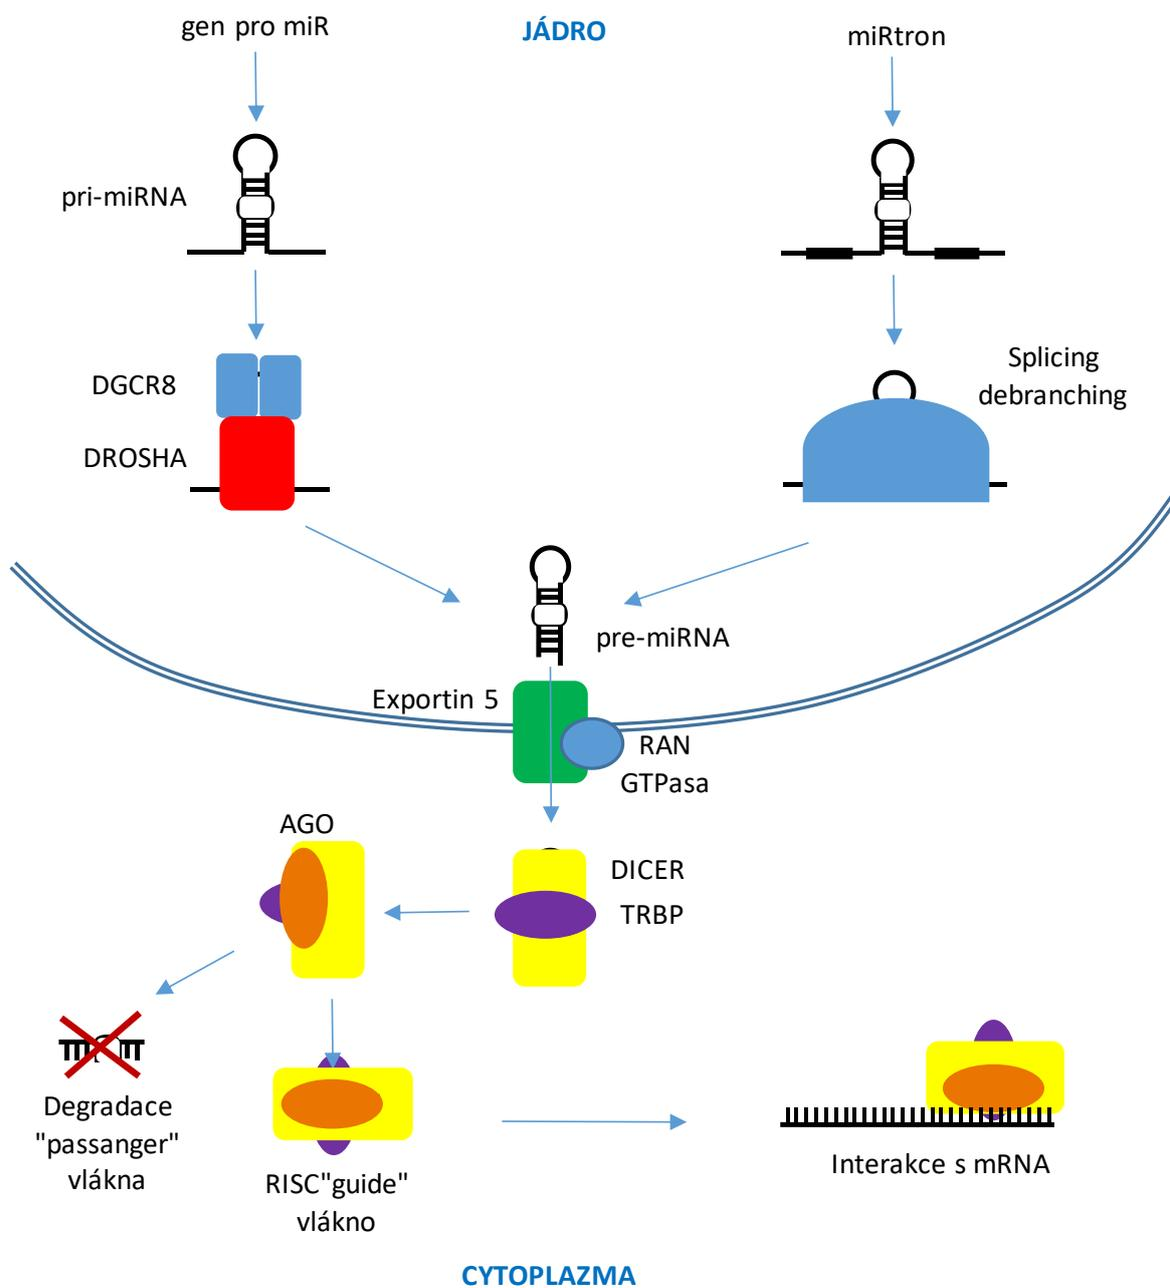 gen pro miR
JÁDRO
miRtron
pri-miRNA
Splicing
debranching
DGCR8
DROSHA
pre-miRNA
Exportin 5
RAN
GTPasa
AGO
DICER
TRBP
Degradace
"passanger"
vlákna
RISC"guide"
vlákno
Interakce s mRNA
CYTOPLAZMA